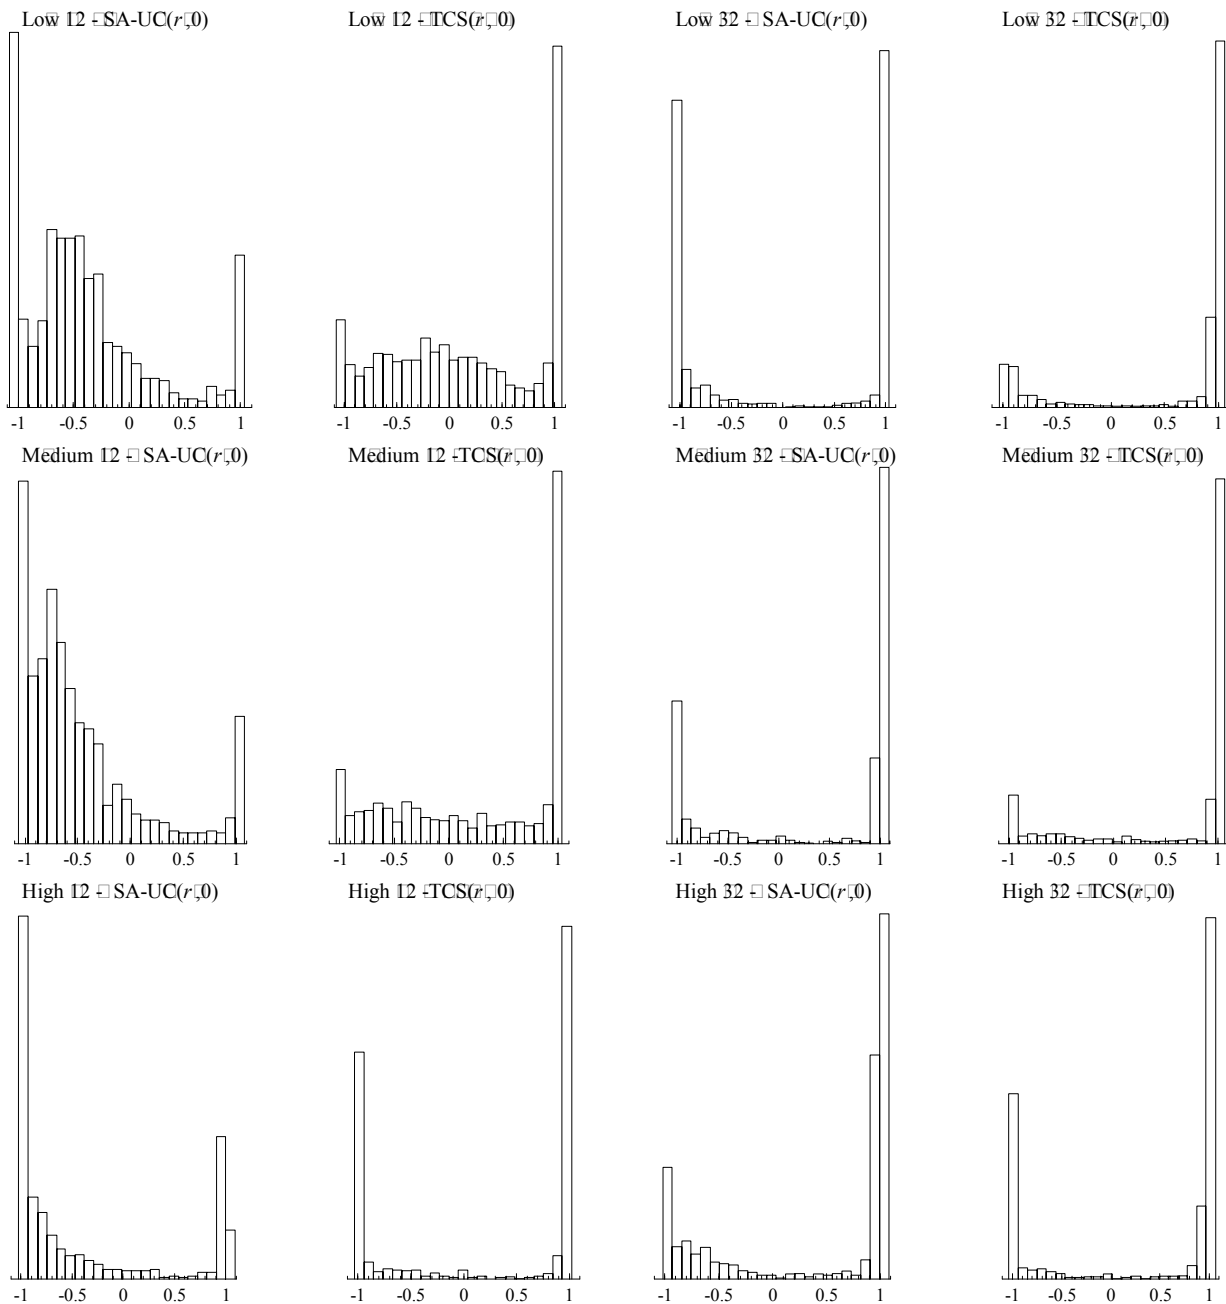 Low 12 - SA-UC(r, 0)
Low 12 - TCS(r, 0)
Low 32 - SA-UC(r, 0)
Low 32 - TCS(r, 0)
-1 -0.5 0 0.5 1
-1 -0.5 0 0.5 1
-1 -0.5 0 0.5 1
-1 -0.5 0 0.5 1
Medium 12 - SA-UC(r, 0)
Medium 12 - TCS(r, 0)
Medium 32 - SA-UC(r, 0)
Medium 32 - TCS(r, 0)
-1 -0.5 0 0.5 1
-1 -0.5 0 0.5 1
-1 -0.5 0 0.5 1
-1 -0.5 0 0.5 1
High 12 - SA-UC(r, 0)
High 12 - TCS(r, 0)
High 32 - SA-UC(r, 0)
High 32 - TCS(r, 0)
-1 -0.5 0 0.5 1
-1 -0.5 0 0.5 1
-1 -0.5 0 0.5 1
-1 -0.5 0 0.5 1